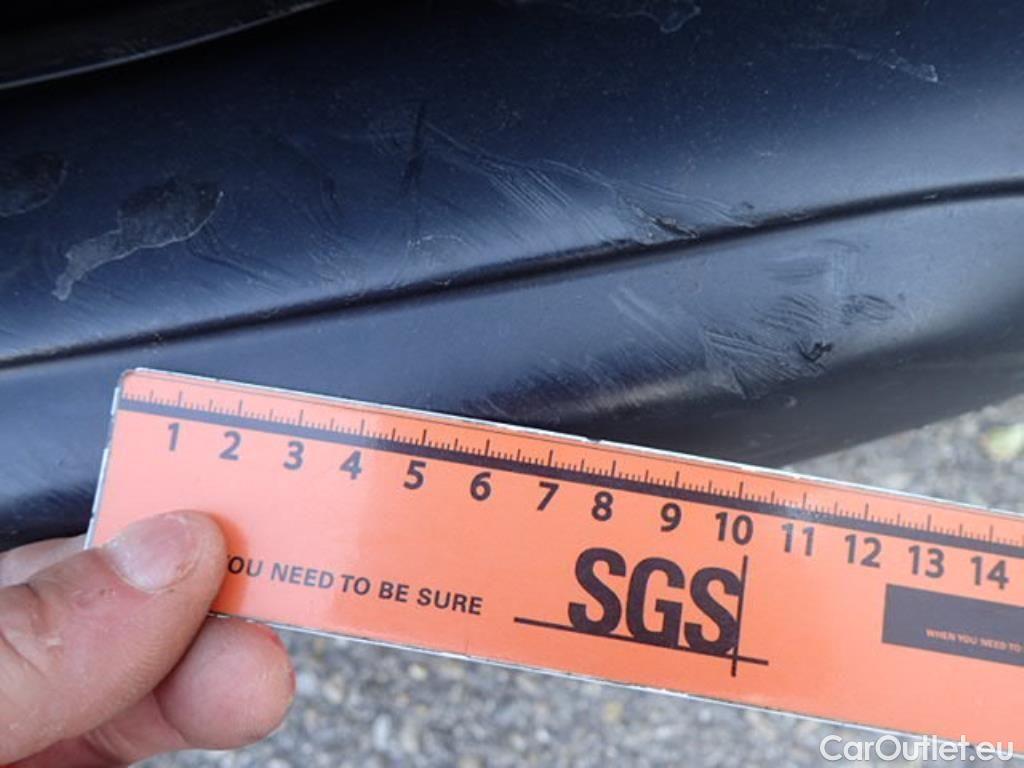 1 2 3 4 5 6 7 8 9 10 11 12 13 14
YOU NEED TO BE SURE
SGS
WHEN YOU NEED TO
CarOutlet.eu